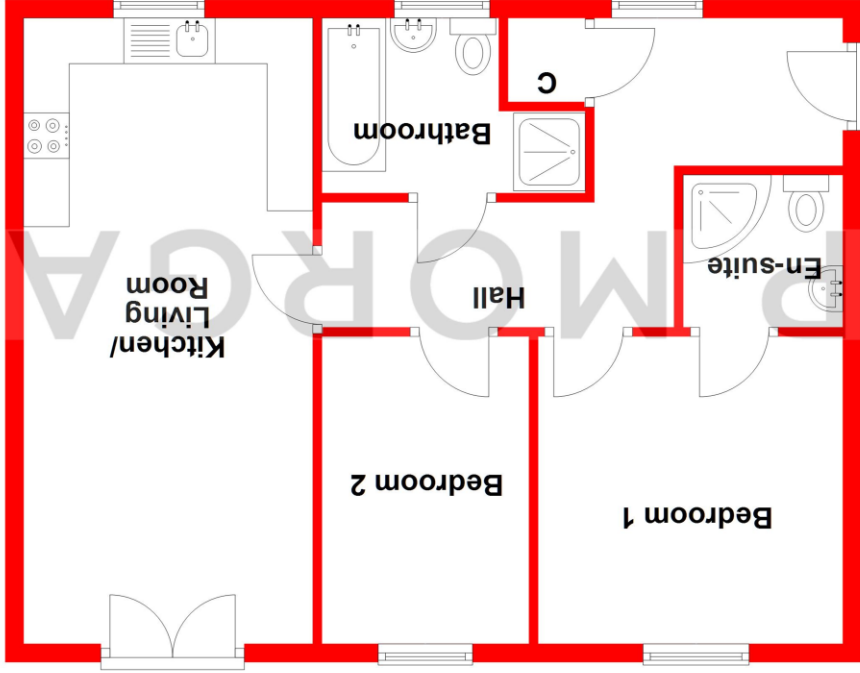 Bedroom 1
Bedroom 2
Kitchen/
Living
Room
Hall
En-suite
Bathroom
C
MORGA